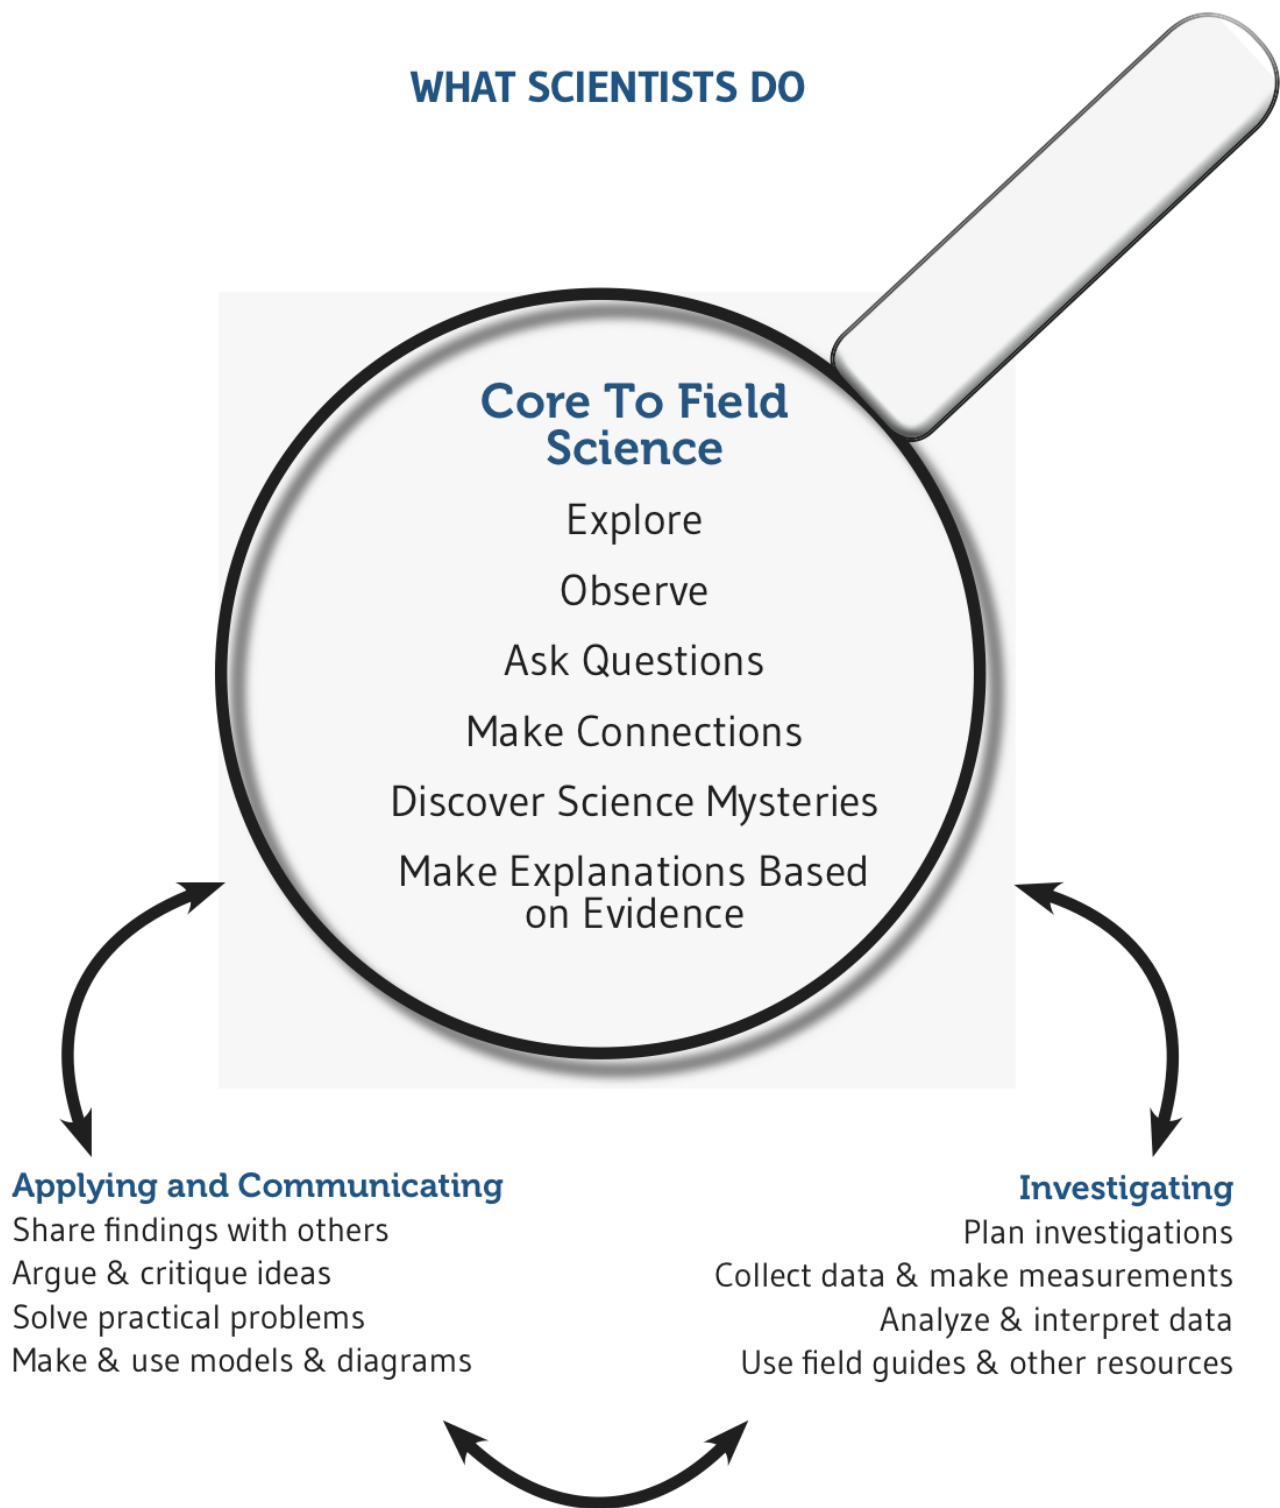 WHAT SCIENTISTS DO
Core To Field
Science
Explore
Observe
Ask Questions
Make Connections
Discover Science Mysteries
Make Explanations Based
on Evidence
Applying and Communicating
Share findings with others
Argue & critique ideas
Solve practical problems
Make & use models & diagrams
Investigating
Plan investigations
Collect data & make measurements
Analyze & interpret data
Use field guides & other resources